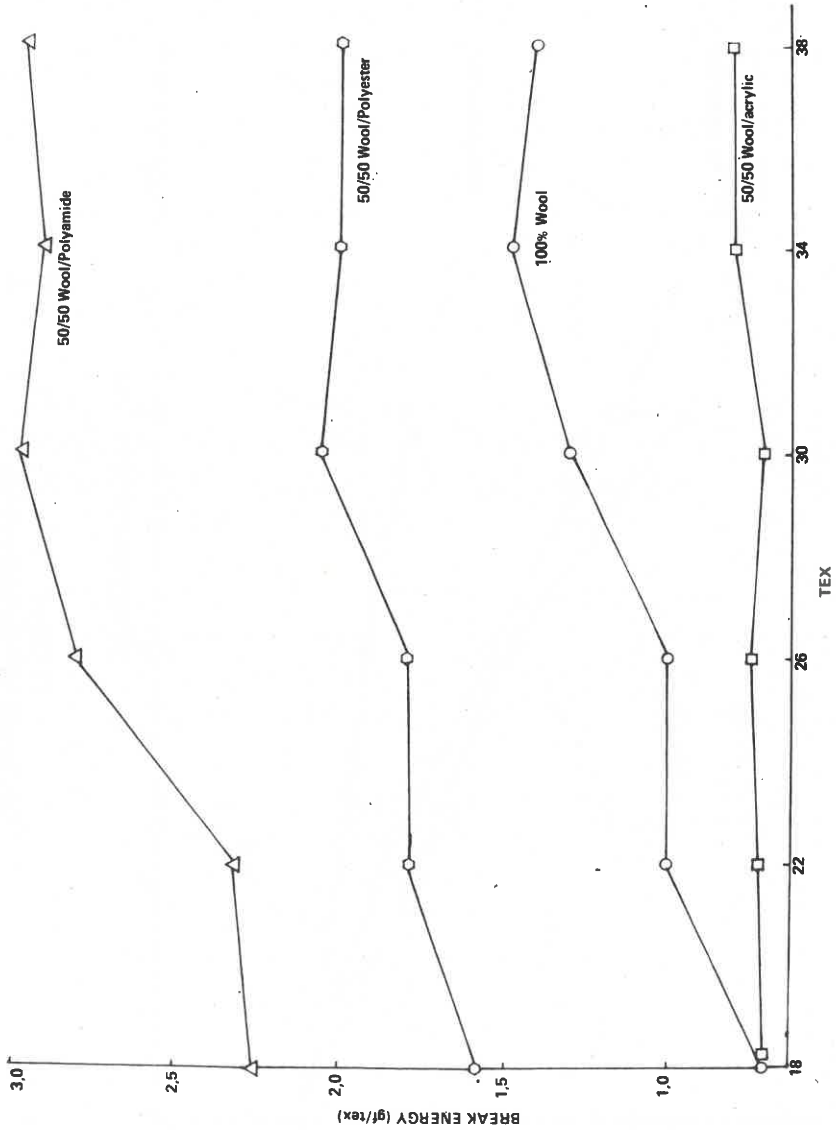 BREAK ENERGY (gf/tex)
3,0
2,5
2,0
1,5
1,0
50/50 Wool/Polyamide
50/50 Wool/Polyester
100% Wool
50/50 Wool/acrylic
18
22
26
30
34
38
TEX